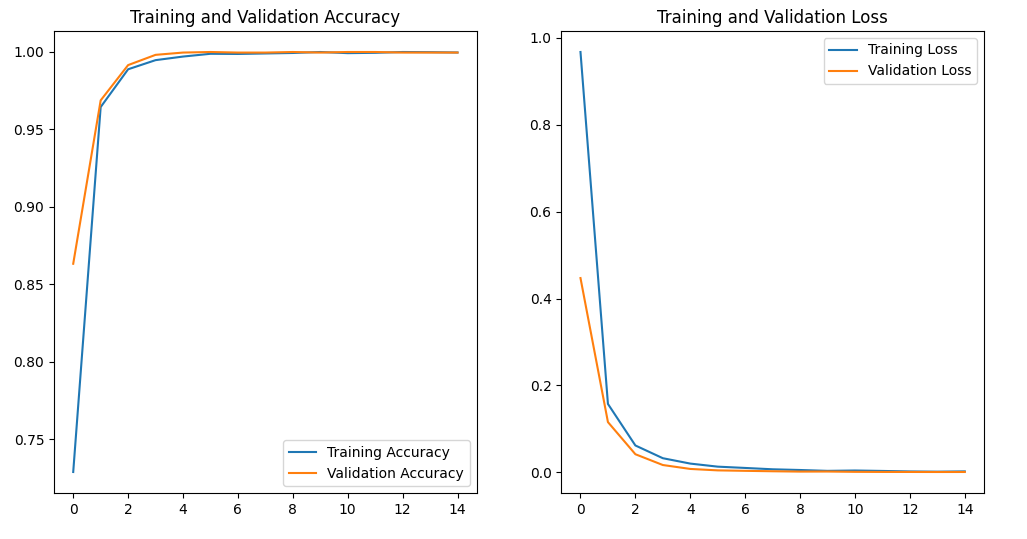 Training and Validation Accuracy
1.00
0.95
0.90
0.85
0.80
0.75
Training Accuracy
Validation Accuracy
0 2 4 6 8 10 12 14
Training and Validation Loss
1.0
0.8
0.6
0.4
0.2
0.0
Training Loss
Validation Loss
0 2 4 6 8 10 12 14